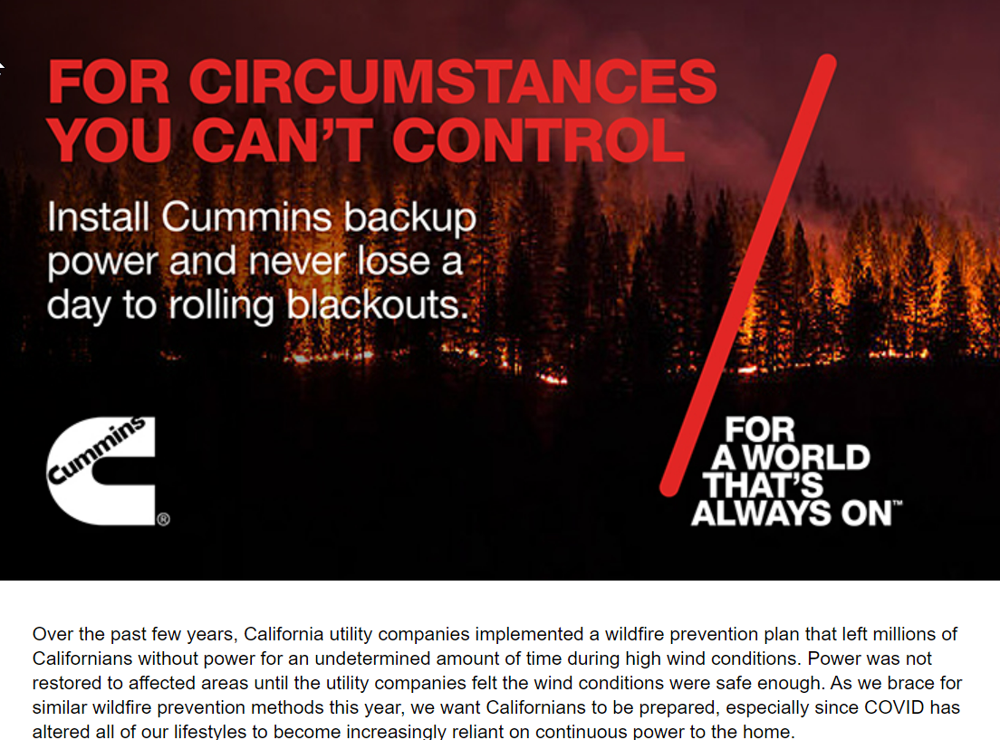 FOR CIRCUMSTANCES
YOU CAN'T CONTROL
Install Cummins backup
power and never lose a
day to rolling blackouts.
Cummins
®
FOR
A WORLD
THAT'S
ALWAYS ON™
Over the past few years, California utility companies implemented a wildfire prevention plan that left millions of
Californians without power for an undetermined amount of time during high wind conditions. Power was not
restored to affected areas until the utility companies felt the wind conditions were safe enough. As we brace for
similar wildfire prevention methods this year, we want Californians to be prepared, especially since COVID has
altered all of our lifestyles to become increasingly reliant on continuous power to the home.